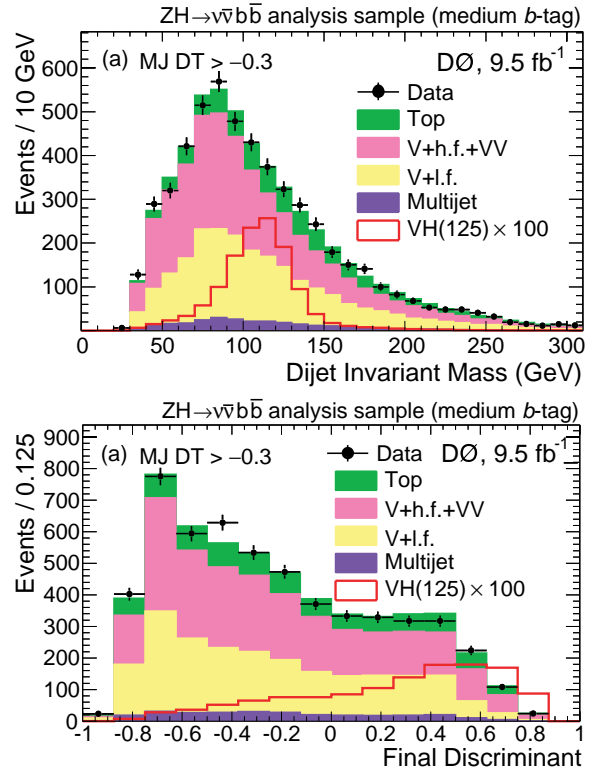 ZH→νν̄bb̄ analysis sample (medium b-tag)
(a) MJ DT > −0.3 DØ, 9.5 fb⁻¹
Data
Top
V+h.f.+VV
V+l.f.
Multijet
VH(125) × 100
Events / 10 GeV
600
500
400
300
200
100
0 50 100 150 200 250 300
Dijet Invariant Mass (GeV)
ZH→νν̄bb̄ analysis sample (medium b-tag)
(a) MJ DT > −0.3 Data DØ, 9.5 fb⁻¹
Top
V+h.f.+VV
V+l.f.
Multijet
VH(125) × 100
Events / 0.125
900
800
700
600
500
400
300
200
100
0
-1 -0.8 -0.6 -0.4 -0.2 0 0.2 0.4 0.6 0.8 1
Final Discriminant